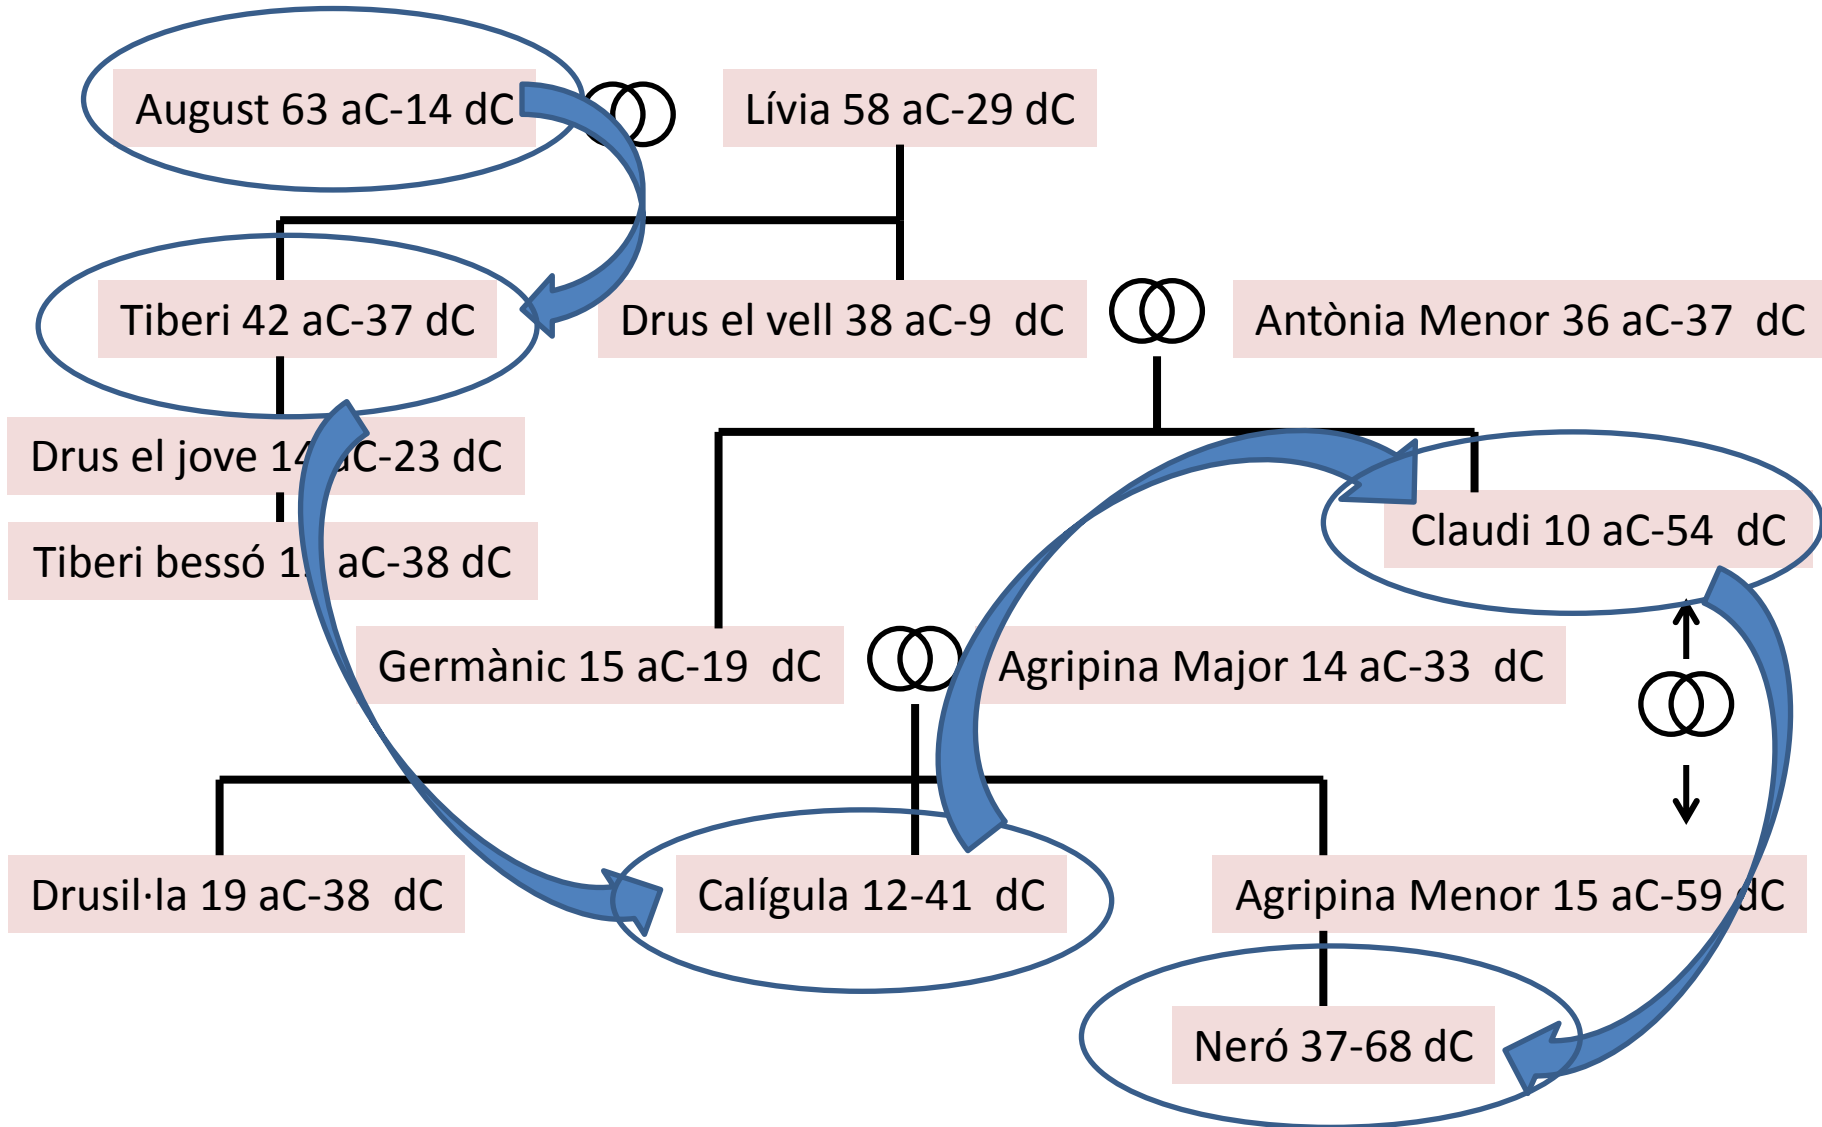 August 63 aC-14 dC
Lívia 58 aC-29 dC
Tiberi 42 aC-37 dC
Drus el vell 38 aC-9 dC
Antònia Menor 36 aC-37 dC
Drus el jove 14 aC-23 dC
Claudi 10 aC-54 dC
Tiberi bessó aC-38 dC
Germànic 15 aC-19 dC
Agripina Major 14 aC-33 dC
Drusil·la 19 aC-38 dC
Calígula 12-41 dC
Agripina Menor 15 aC-59 dC
Neró 37-68 dC